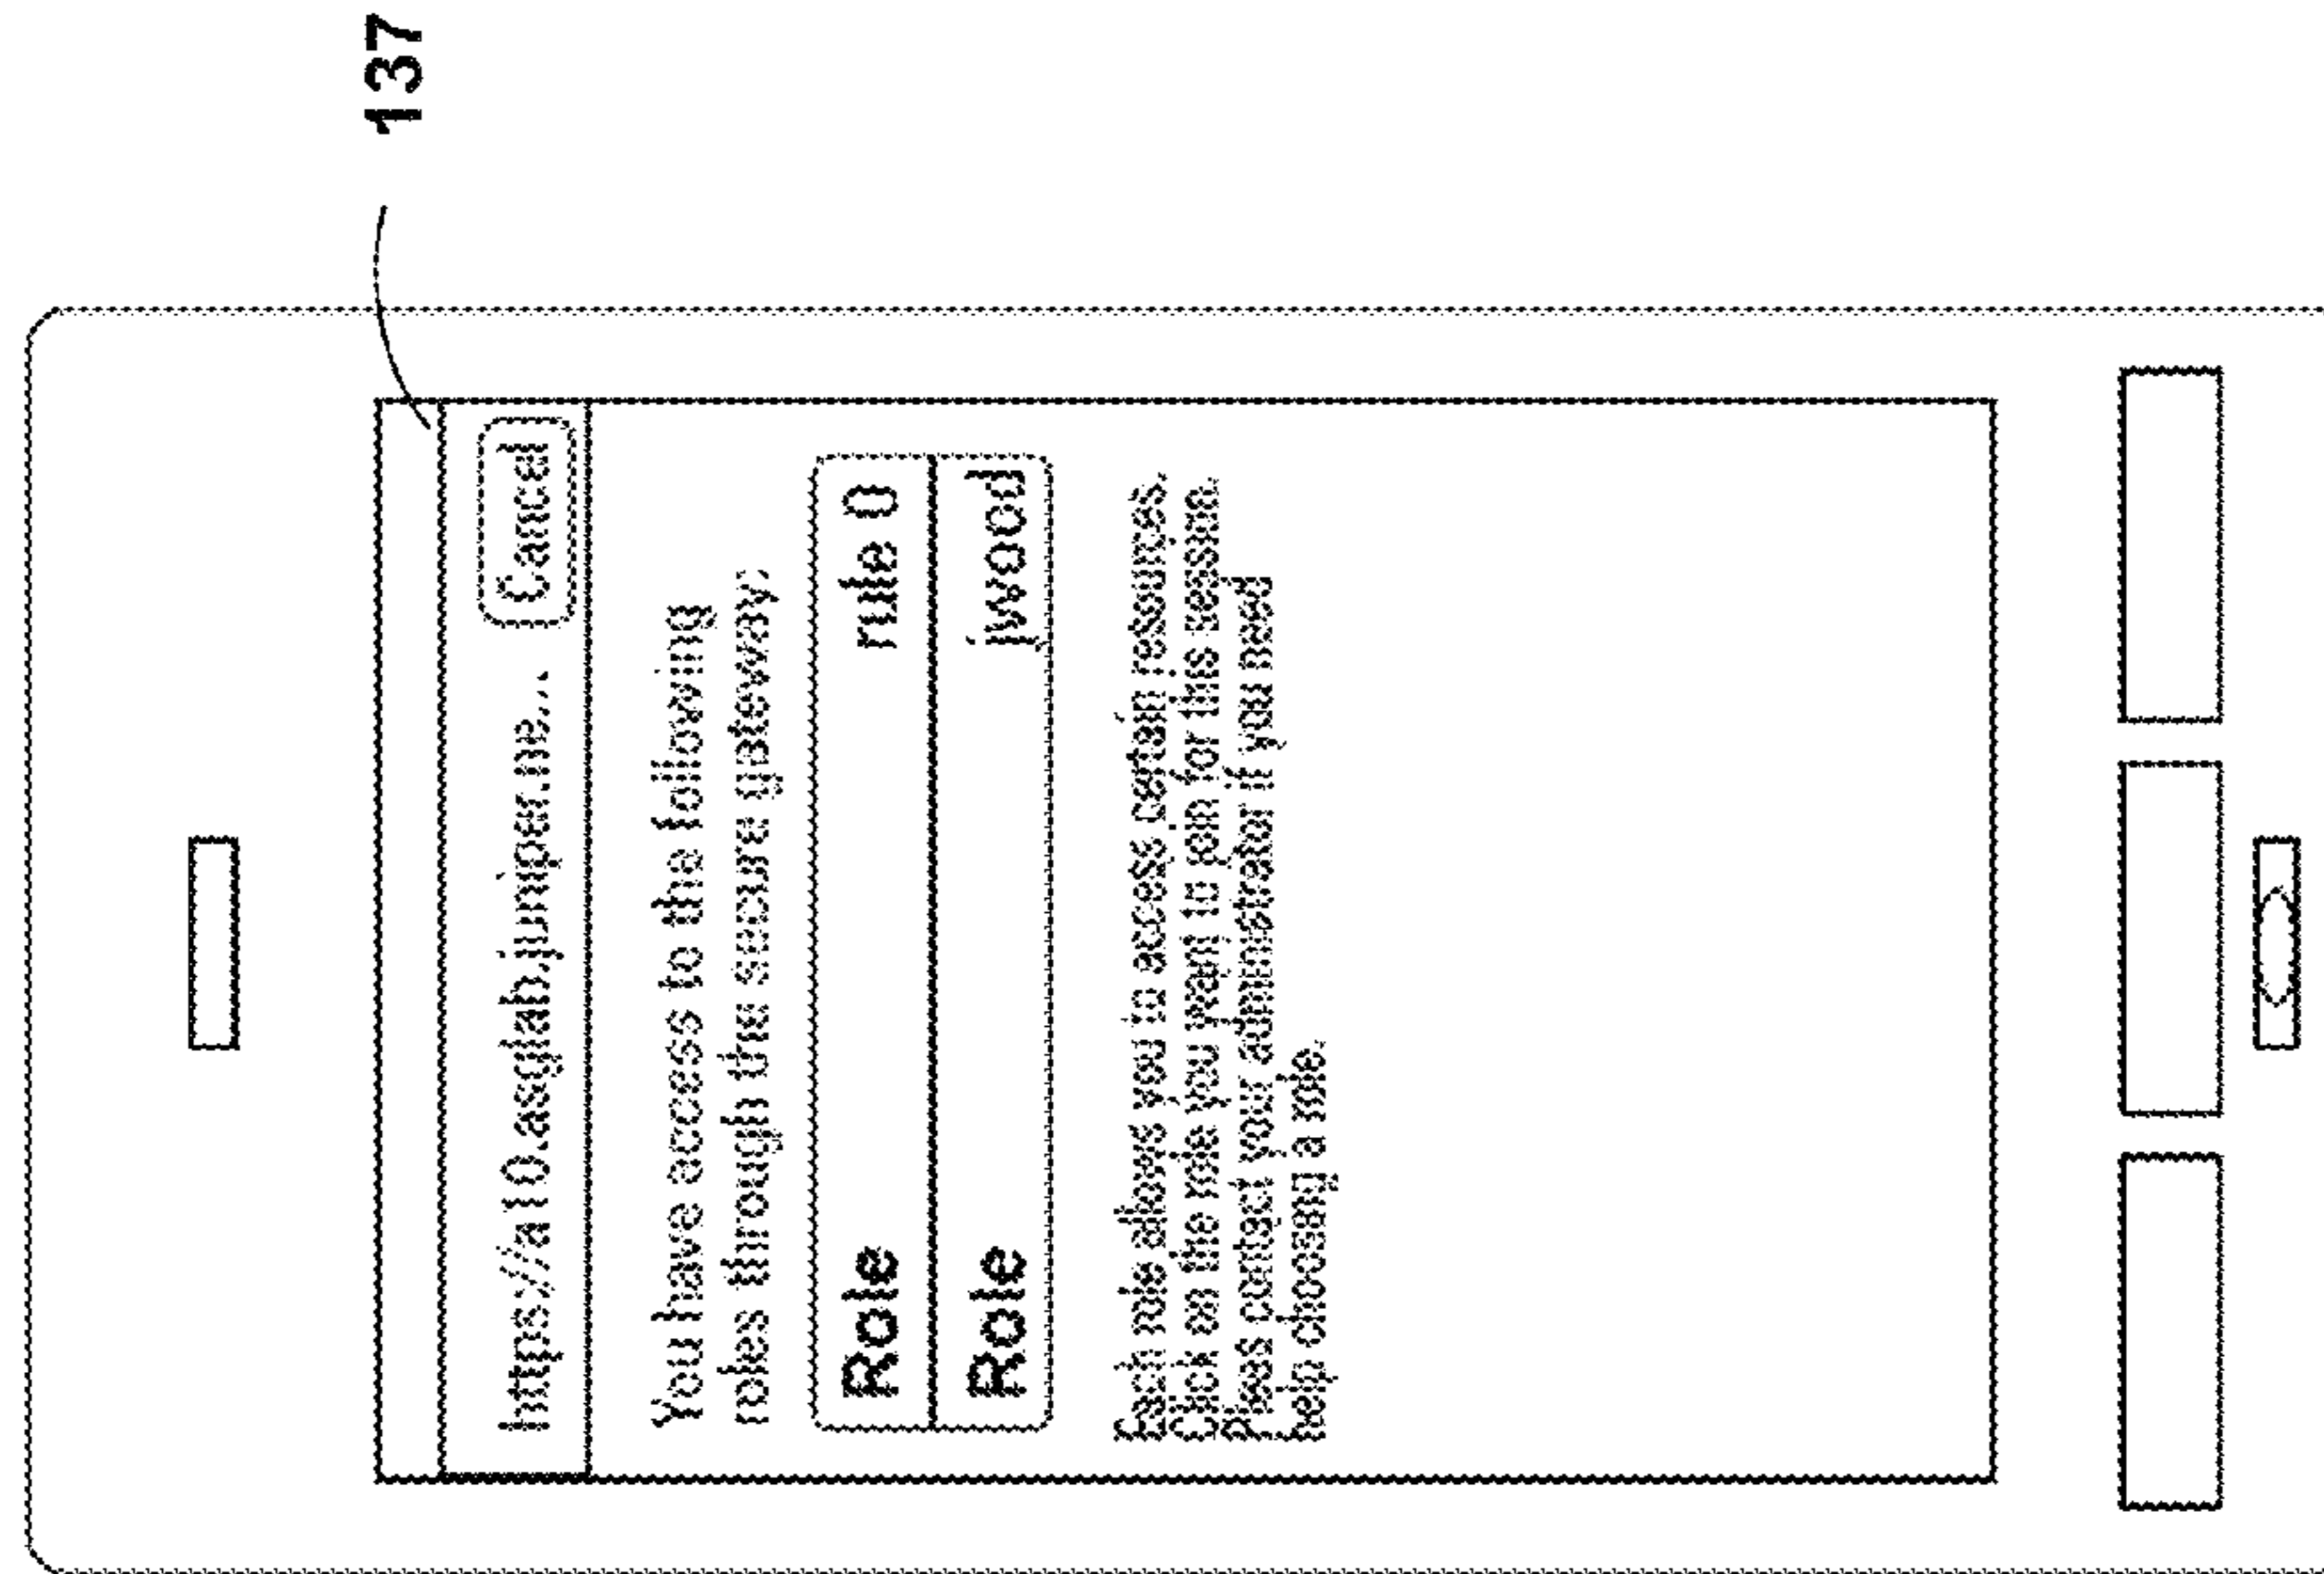 137
https://a10.asglab.juniper.ne...
Cancel
You have access to the following
roles through the secure gateway:
Role rule 0
Role jwood
Each role allows you to access certain resources.
Click on the role you want to join for this session.
Pleas contact your administrator if you need
help choosing a role.